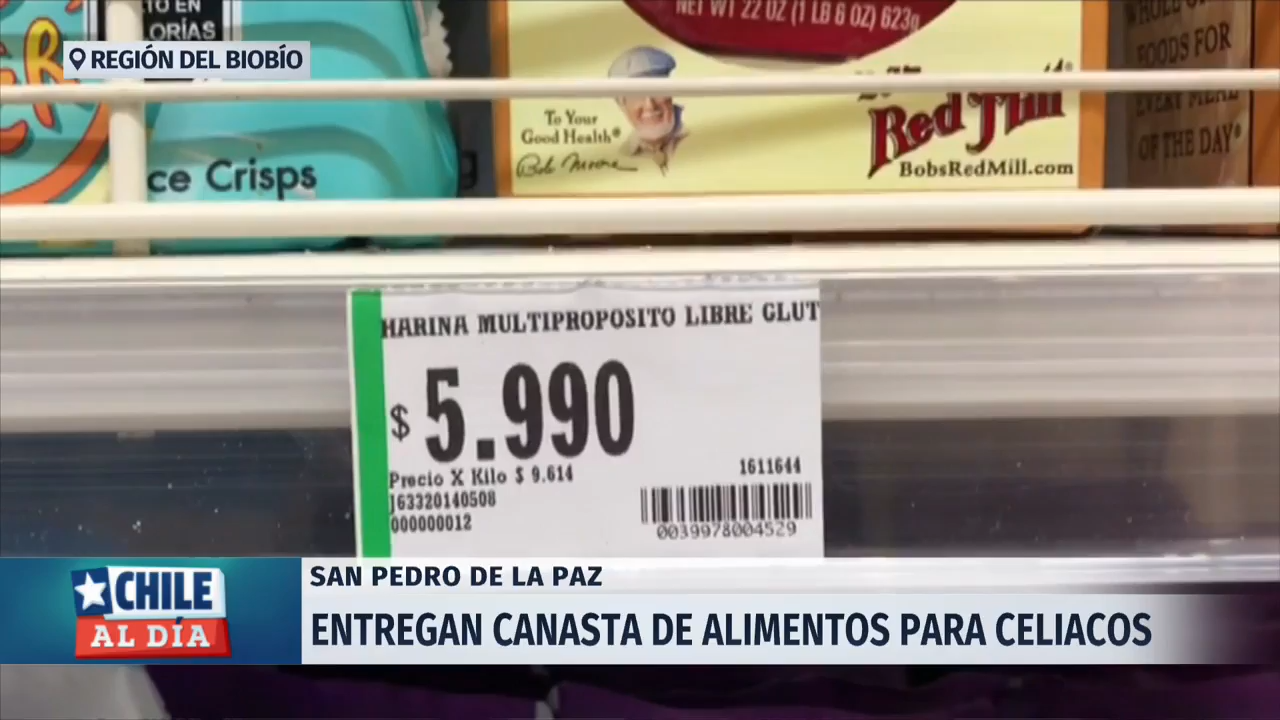 TO EN
ORÍAS
REGIÓN DEL BIOBÍO
ce Crisps
NET WT 22 OZ (1 LB 6 OZ) 623g
To Your
Good Health®
Bob Moore
Red Mill
BobsRedMill.com
FOODS FOR
EVERY MEAL
OF THE DAY®
HARINA MULTIPROPOSITO LIBRE GLUT
$ 5.990
Precio X Kilo $ 9.614
J63320140508
000000012
1611644
0039978004529
SAN PEDRO DE LA PAZ
CHILE
AL DÍA
ENTREGAN CANASTA DE ALIMENTOS PARA CELIACOS